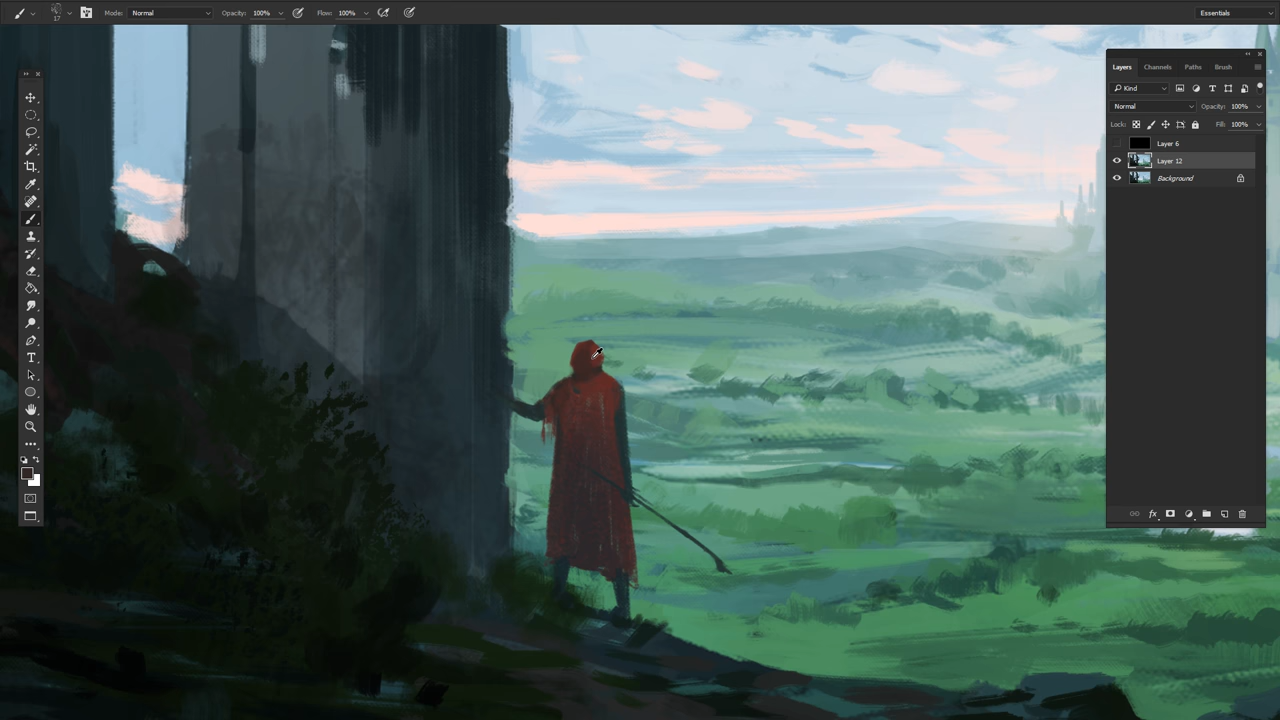 17 Mode: Normal Opacity: 100% Flow: 100% Essentials
Layers Channels Paths Brush
Kind
Normal Opacity: 100%
Lock: Fill: 100%
Layer 6
Layer 12
Background